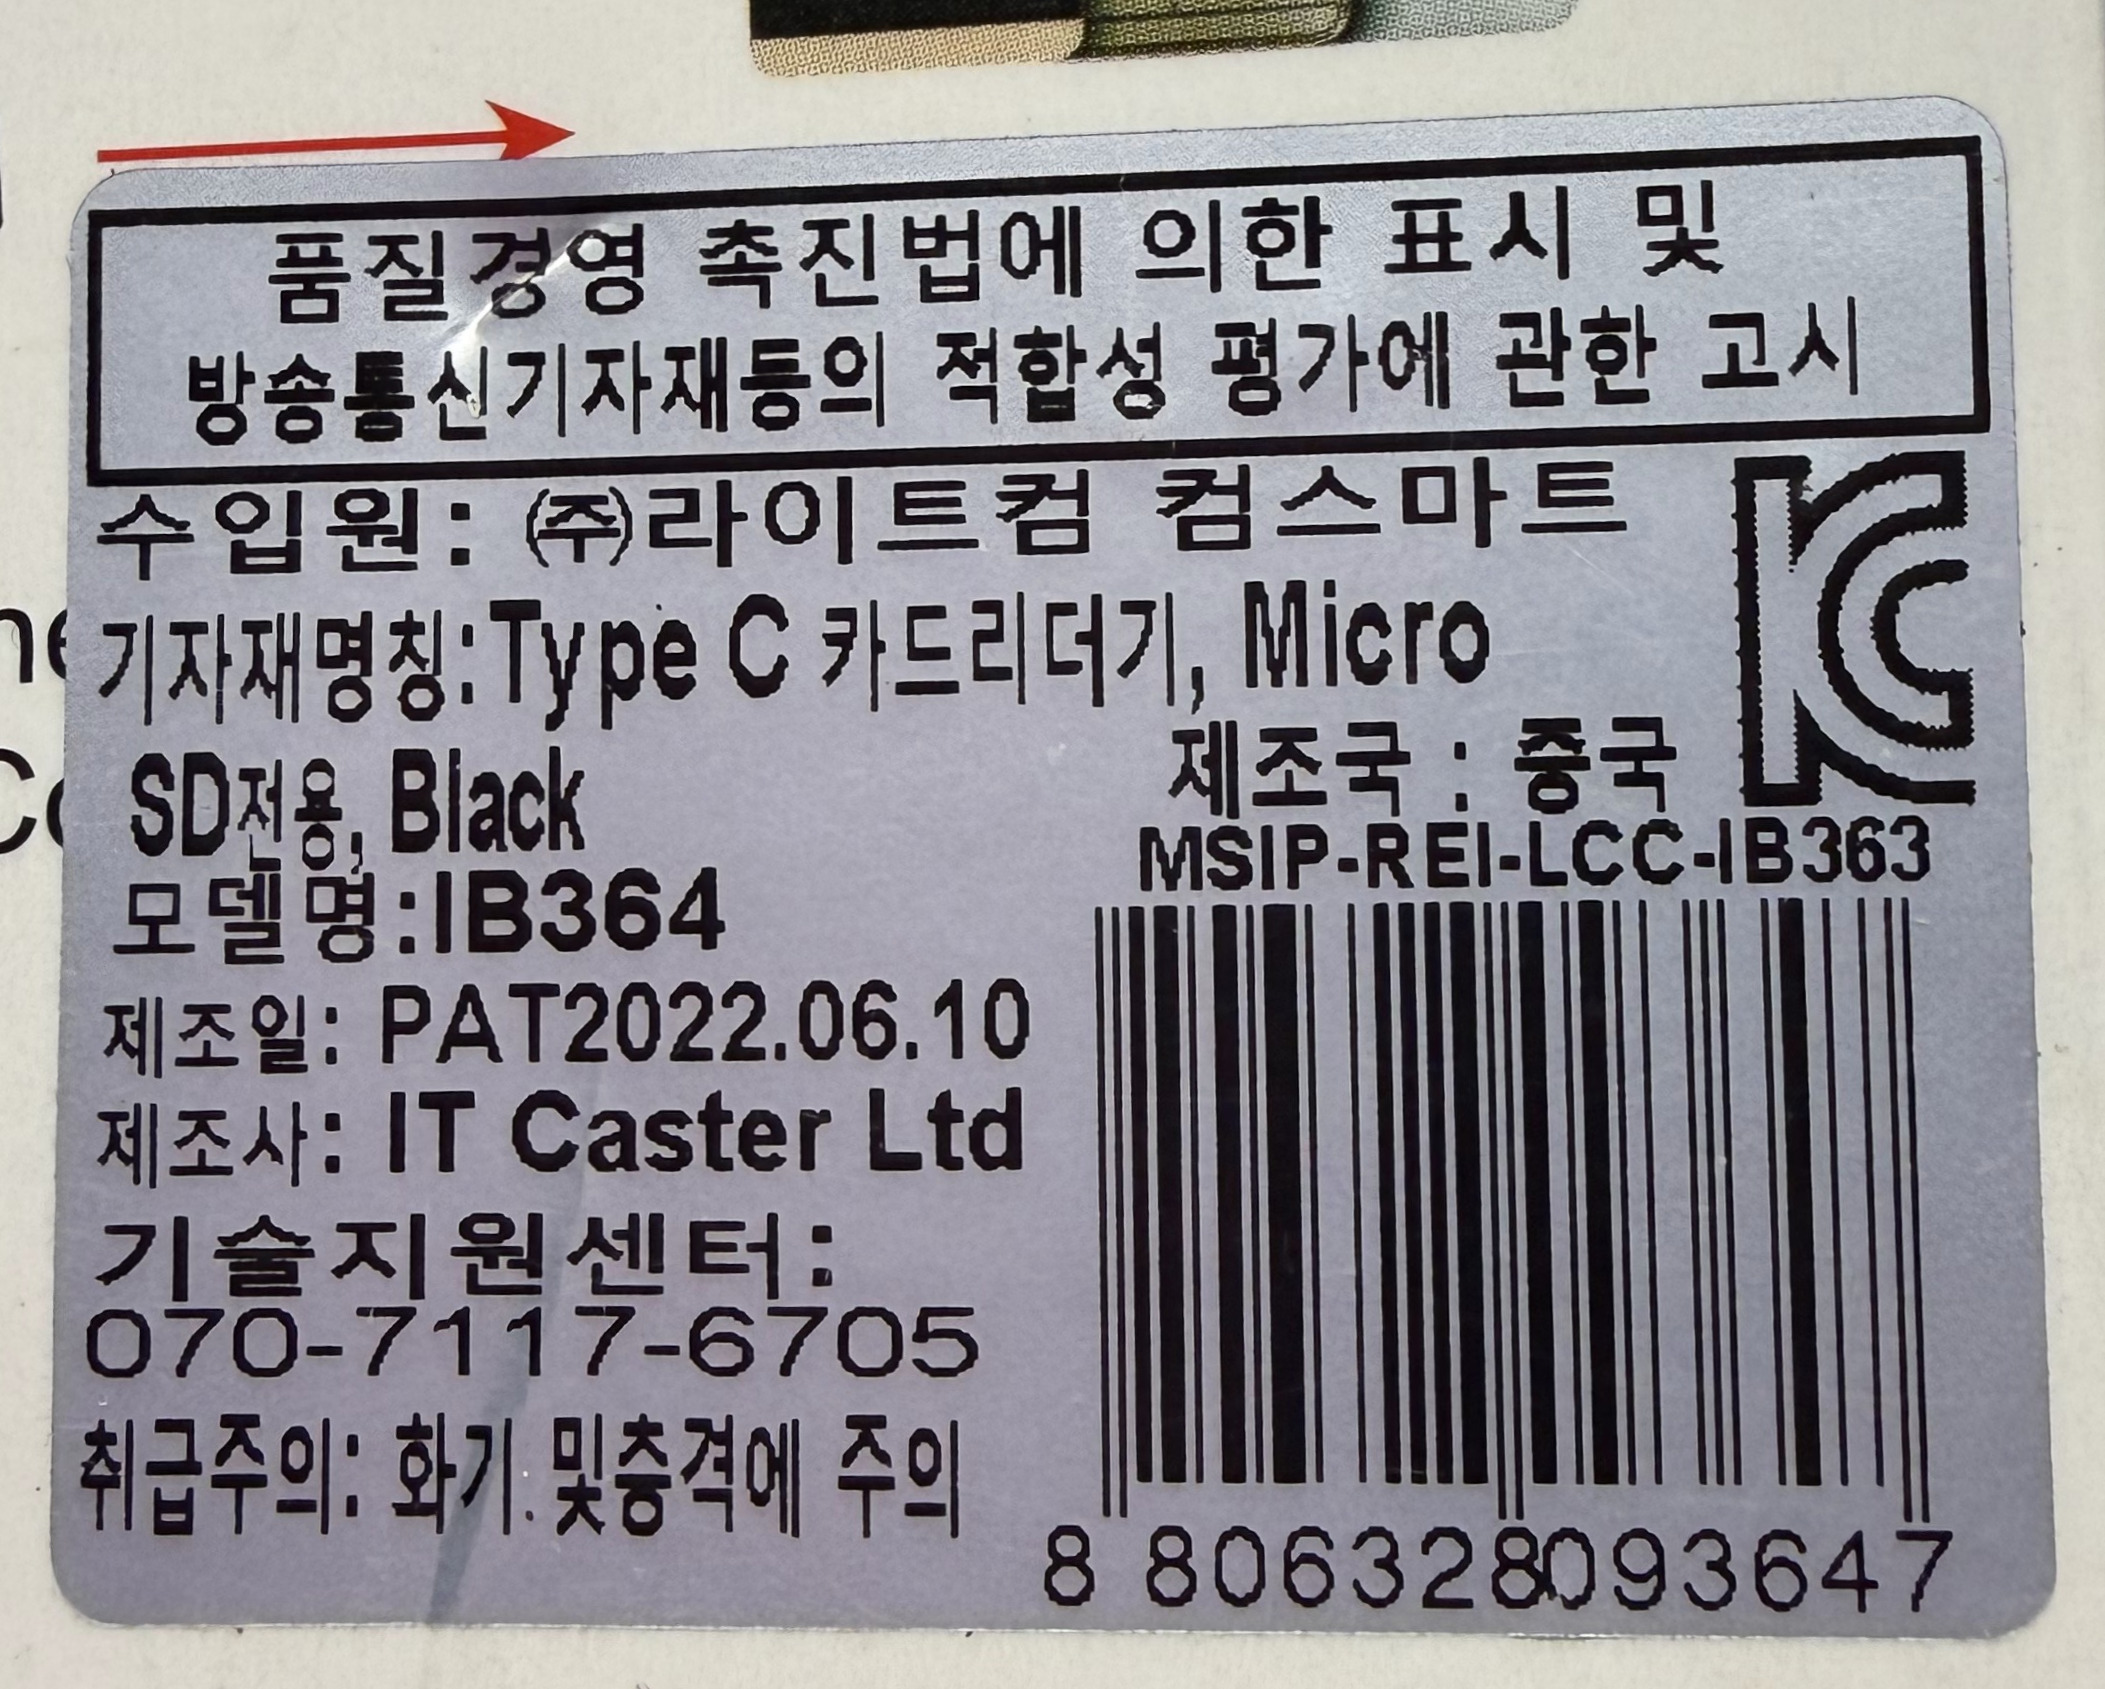 품질경영 촉진법에 의한 표시 및
방송통신기자재등의 적합성 평가에 관한 고시
수입원: ㈜라이트컴 컴스마트
기자재명칭:Type C 카드리더기, Micro
SD전용, Black
제조국 : 중국
모델명:IB364
MSIP-REI-LCC-IB363
제조일: PAT2022.06.10
제조사: IT Caster Ltd
기술지원센터:
070-7117-6705
취급주의: 화기 및충격에 주의
8 806328093647